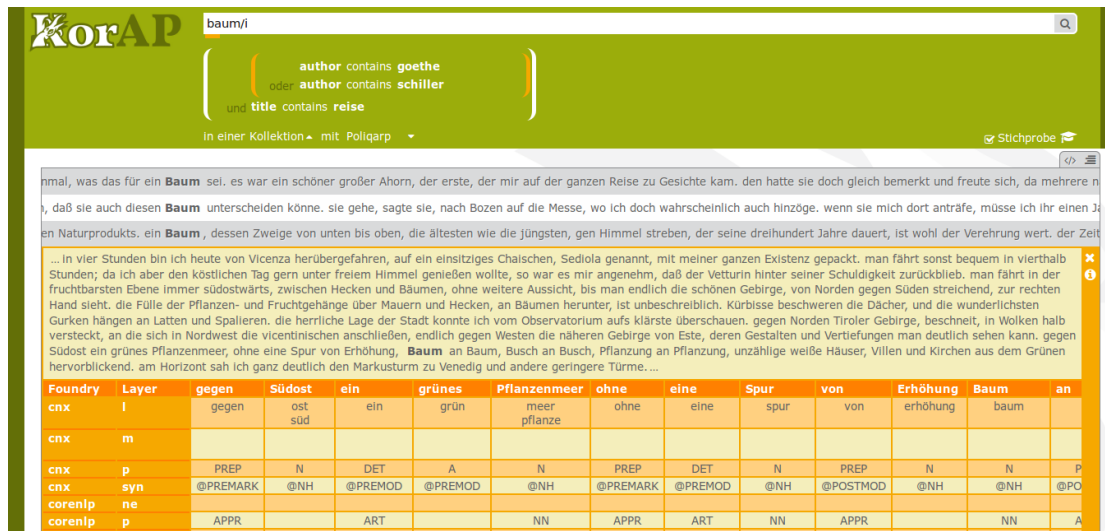 KorAP
baum/i
author contains goethe
oder author contains schiller
und title contains reise
in einer Kollektion mit Poliqarp
Stichprobe
</>
nmal, was das für ein Baum sei. es war ein schöner großer Ahorn, der erste, der mir auf der ganzen Reise zu Gesichte kam. den hatte sie doch gleich bemerkt und freute sich, da mehrere n
, daß sie auch diesen Baum unterscheiden könne. sie gehe, sagte sie, nach Bozen auf die Messe, wo ich doch wahrscheinlich auch hinzöge. wenn sie mich dort anträfe, müsse ich ihr einen Ja
en Naturprodukts. ein Baum, dessen Zweige von unten bis oben, die ältesten wie die jüngsten, gen Himmel streben, der seine dreihundert Jahre dauert, ist wohl der Verehrung wert. der Zeit
... in vier Stunden bin ich heute von Vicenza herübergefahren, auf ein einsitziges Chaischen, Sediola genannt, mit meiner ganzen Existenz gepackt. man fährt sonst bequem in vierthalb
Stunden; da ich aber den köstlichen Tag gern unter freiem Himmel genießen wollte, so war es mir angenehm, daß der Vetturin hinter seiner Schuldigkeit zurückblieb. man fährt in der
fruchtbarsten Ebene immer südostwärts, zwischen Hecken und Bäumen, ohne weitere Aussicht, bis man endlich die schönen Gebirge, von Norden gegen Süden streichend, zur rechten
Hand sieht. die Fülle der Pflanzen- und Fruchtgehänge über Mauern und Hecken, an Bäumen herunter, ist unbeschreiblich. Kürbisse beschweren die Dächer, und die wunderlichsten
Gurken hängen an Latten und Spalieren. die herrliche Lage der Stadt konnte ich vom Observatorium aufs klärste überschauen. gegen Norden Tiroler Gebirge, beschneit, in Wolken halb
versteckt, an die sich in Nordwest die vicentinischen anschließen, endlich gegen Westen die näheren Gebirge von Este, deren Gestalten und Vertiefungen man deutlich sehen kann. gegen
Südost ein grünes Pflanzenmeer, ohne eine Spur von Erhöhung, Baum an Baum, Busch an Busch, Pflanzung an Pflanzung, unzählige weiße Häuser, Villen und Kirchen aus dem Grünen
hervorblickend. am Horizont sah ich ganz deutlich den Markusturm zu Venedig und andere geringere Türme. ...
Foundry Layer gegen Südost ein grünes Pflanzenmeer ohne eine Spur von Erhöhung Baum an
cnx l gegen ost ein grün meer ohne eine spur von erhöhung baum
süd pflanze
cnx m
cnx p PREP N DET A N PREP DET N PREP N N P
cnx syn @PREMARK @NH @PREMOD @PREMOD @NH @PREMARK @PREMOD @NH @POSTMOD @NH @NH @PO
corenlp ne
corenlp p APPR ART NN APPR ART NN APPR NN A